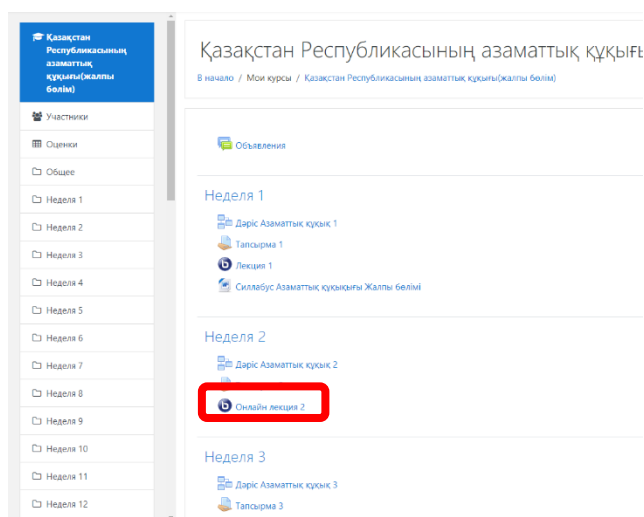 Қазақстан
Республикасының
азаматтық
құқығы(жалпы
бөлім)
Участники
Оценки
Общее
Неделя 1
Неделя 2
Неделя 3
Неделя 4
Неделя 5
Неделя 6
Неделя 7
Неделя 8
Неделя 9
Неделя 10
Неделя 11
Неделя 12
Қазақстан Республикасының азаматтық құқығы
В начало / Мои курсы / Қазақстан Республикасының азаматтық құқығы(жалпы бөлім)
Объявления
Неделя 1
Дәріс Азаматтық құқық 1
Тапсырма 1
Лекция 1
Силлабус Азаматтық құқықығы Жалпы бөлімі
Неделя 2
Дәріс Азаматтық құқық 2
Онлайн лекция 2
Неделя 3
Дәріс Азаматтық құқық 3
Тапсырма 3